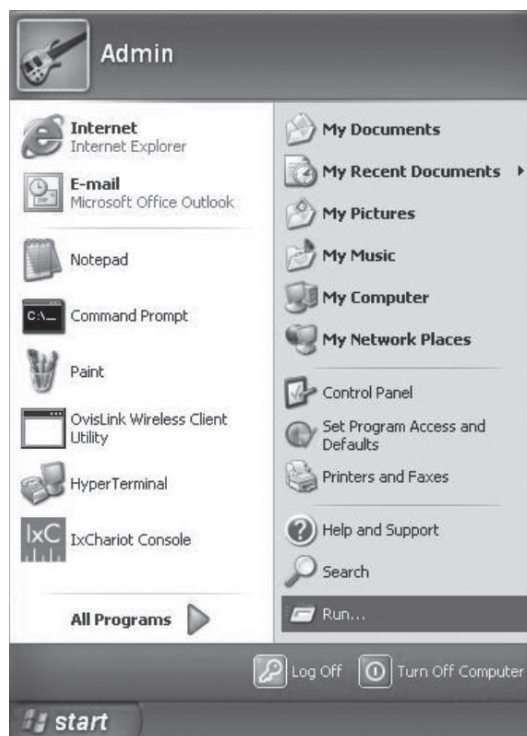 Admin
Internet
Internet Explorer
E-mail
Microsoft Office Outlook
Notepad
C:\_
Command Prompt
Paint
OvisLink Wireless Client
Utility
HyperTerminal
IxC
IxChariot Console
All Programs
My Documents
My Recent Documents
My Pictures
My Music
My Computer
My Network Places
Control Panel
Set Program Access and
Defaults
Printers and Faxes
Help and Support
Search
Run...
Log Off
Turn Off Computer
start